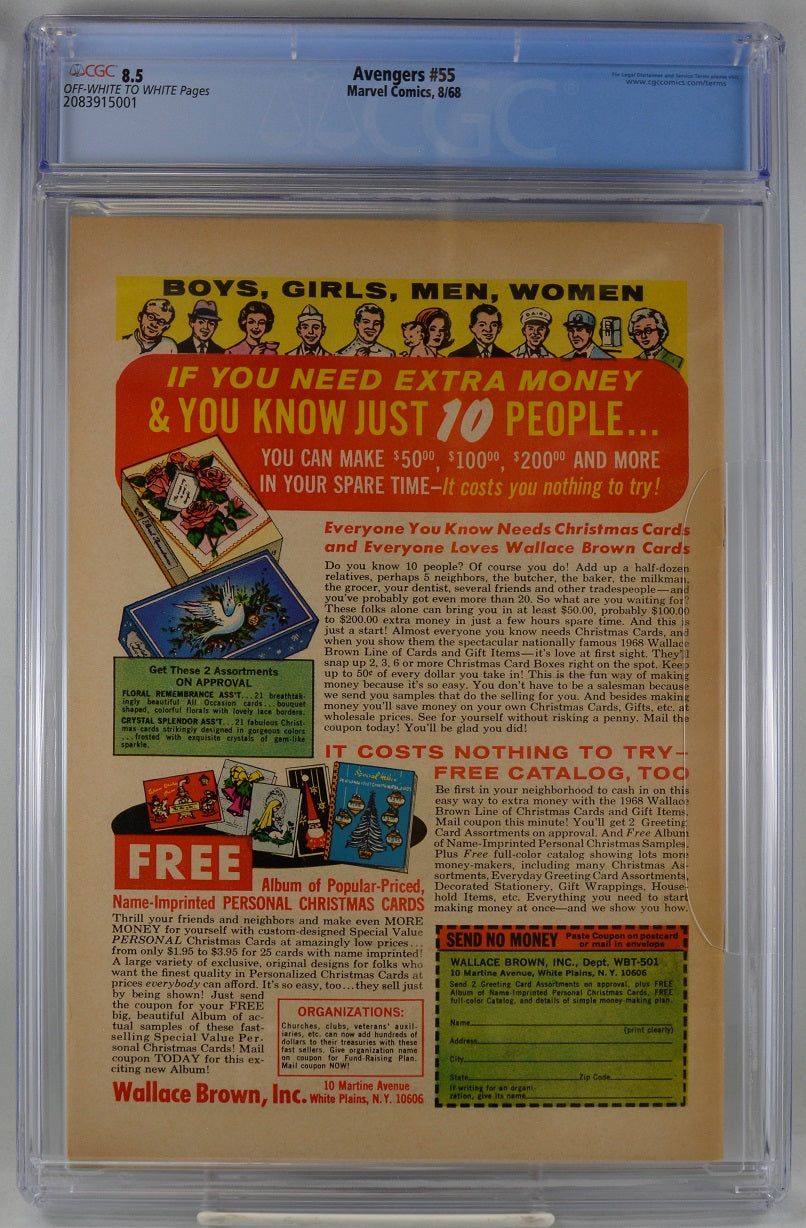 CGC 8.5
OFF-WHITE TO WHITE Pages
2083915001
Avengers #55
Marvel Comics, 8/68
For Legal Disclaimer and Service Terms please visit:
www.cgccomics.com/terms
CGC
BOYS, GIRLS, MEN, WOMEN
DAIRY
IF YOU NEED EXTRA MONEY
& YOU KNOW JUST 10 PEOPLE...
YOU CAN MAKE $50⁰⁰, $100⁰⁰, $200⁰⁰ AND MORE
IN YOUR SPARE TIME—It costs you nothing to try!
Everyone You Know Needs Christmas Cards
and Everyone Loves Wallace Brown Cards
Do you know 10 people? Of course you do! Add up a half-dozen
relatives, perhaps 5 neighbors, the butcher, the baker, the milkman,
the grocer, your dentist, several friends and other tradespeople—and
you've probably got even more than 20. So what are you waiting for?
These folks alone can bring you in at least $50.00, probably $100.00
to $200.00 extra money in just a few hours spare time. And this is
just a start! Almost everyone you know needs Christmas Cards, and
when you show them the spectacular nationally famous 1968 Wallace
Brown Line of Cards and Gift Items—it's love at first sight. They'll
snap up 2, 3, 6 or more Christmas Card Boxes right on the spot. Keep
up to 50¢ of every dollar you take in! This is the fun way of making
money because it's so easy. You don't have to be a salesman because
we send you samples that do the selling for you. And besides making
money you'll save money on your own Christmas Cards, Gifts, etc. at
wholesale prices. See for yourself without risking a penny. Mail the
coupon today! You'll be glad you did!
Get These 2 Assortments
ON APPROVAL
FLORAL REMEMBRANCE ASS'T...21 breathtak-
ingly beautiful All Occasion cards...bouquet
shaped, colorful florals with lovely lace borders.
CRYSTAL SPLENDOR ASS'T...21 fabulous Christ-
mas cards strikingly designed in gorgeous colors
...frosted with exquisite crystals of gem-like
sparkle.
IT COSTS NOTHING TO TRY—
FREE CATALOG, TOO
Be first in your neighborhood to cash in on this
easy way to extra money with the 1968 Wallace
Brown Line of Christmas Cards and Gift Items.
Mail coupon this minute! You'll get 2 Greeting
Card Assortments on approval. And Free Album
of Name-Imprinted Personal Christmas Samples.
Plus Free full-color catalog showing lots more
money-makers, including many Christmas As-
sortments, Everyday Greeting Card Assortments,
Decorated Stationery, Gift Wrappings, House-
hold Items, etc. Everything you need to start
making money at once—and we show you how.
Special Value
FREE
Album of Popular-Priced,
Name-Imprinted PERSONAL CHRISTMAS CARDS
Thrill your friends and neighbors and make even MORE
MONEY for yourself with custom-designed Special Value
PERSONAL Christmas Cards at amazingly low prices...
from only $1.95 to $3.95 for 25 cards with name imprinted!
A large variety of exclusive, original designs for folks who
want the finest quality in Personalized Christmas Cards at
prices everybody can afford. It's so easy, too...they sell just
by being shown! Just send
the coupon for your FREE
big, beautiful Album of ac-
tual samples of these fast-
selling Special Value Per-
sonal Christmas Cards! Mail
coupon TODAY for this ex-
citing new Album!
ORGANIZATIONS:
Churches, clubs, veterans' auxil-
iaries, etc. can now add hundreds of
dollars to their treasuries with these
fast sellers. Give organization name
on coupon for Fund-Raising Plan.
Mail coupon NOW!
Wallace Brown, Inc. 10 Martine Avenue
White Plains, N.Y. 10606
SEND NO MONEY Paste Coupon on postcard
or mail in envelope
WALLACE BROWN, INC., Dept. WBT-501
10 Martine Avenue, White Plains, N.Y. 10606
Send 2 Greeting Card Assortments on approval, plus FREE
Album of Name-Imprinted Personal Christmas Cards, FREE
full-color Catalog, and details of simple money-making plan.
Name
(print clearly)
Address
City
State Zip Code
If writing for an organi-
zation, give its name